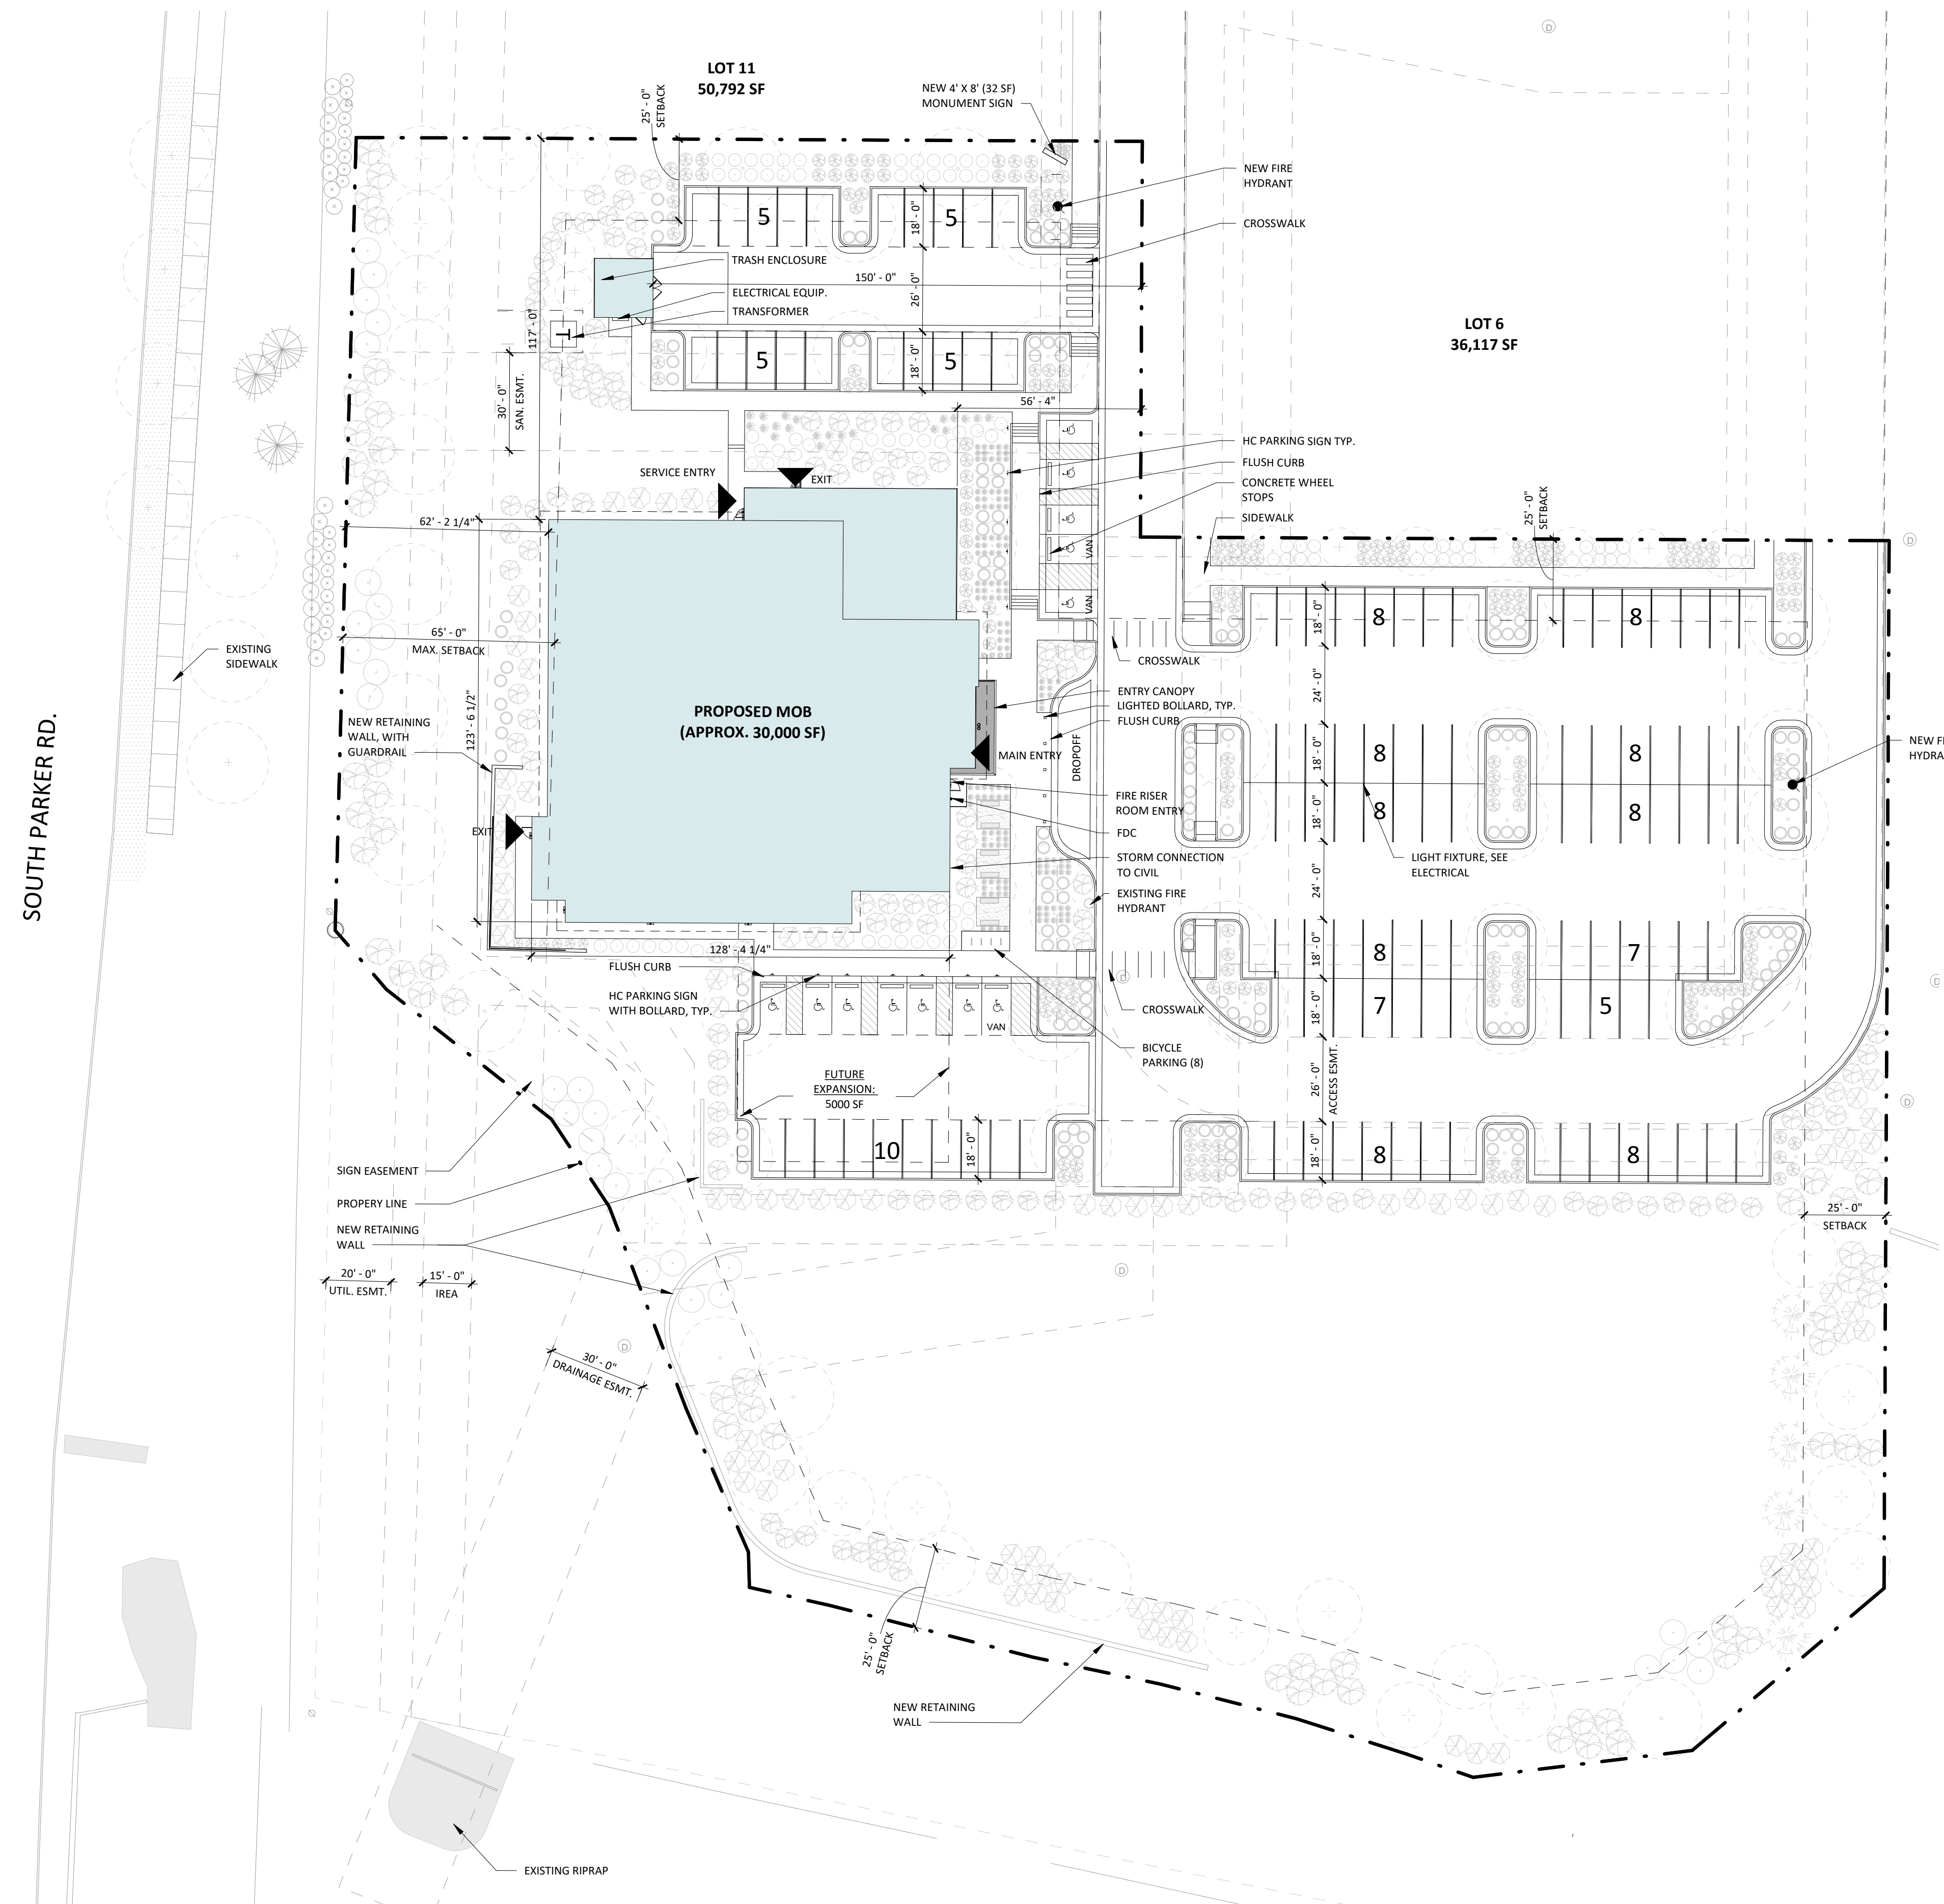 LOT 11
50,792 SF
NEW 4' X 8' (32 SF)
MONUMENT SIGN
25' - 0"
SETBACK
NEW FIRE
HYDRANT
5
5
18' - 0"
CROSSWALK
TRASH ENCLOSURE
150' - 0"
ELECTRICAL EQUIP.
26' - 0"
TRANSFORMER
T
117' - 0"
LOT 6
36,117 SF
5
5
18' - 0"
30' - 0"
SAN. ESMT.
56' - 4"
HC PARKING SIGN TYP.
FLUSH CURB
SERVICE ENTRY
EXIT
CONCRETE WHEEL
STOPS
SIDEWALK
25' - 0"
SETBACK
62' - 2 1/4"
VAN
VAN
18' - 0"
8
8
65' - 0"
MAX. SETBACK
EXISTING
SIDEWALK
CROSSWALK
24' - 0"
ENTRY CANOPY
LIGHTED BOLLARD, TYP.
FLUSH CURB
PROPOSED MOB
(APPROX. 30,000 SF)
123' - 6 1/2"
NEW RETAINING
WALL, WITH
GUARDRAIL
SOUTH PARKER RD.
MAIN ENTRY
DROPOFF
18' - 0"
8
8
NEW FI
HYDRA
FIRE RISER
ROOM ENTRY
18' - 0"
8
8
EXIT
FDC
STORM CONNECTION
TO CIVIL
LIGHT FIXTURE, SEE
ELECTRICAL
24' - 0"
EXISTING FIRE
HYDRANT
128' - 4 1/4"
18' - 0"
8
7
FLUSH CURB
HC PARKING SIGN
WITH BOLLARD, TYP.
VAN
CROSSWALK
18' - 0"
7
5
BICYCLE
PARKING (8)
FUTURE
EXPANSION:
5000 SF
26' - 0"
ACCESS ESMT.
10
18' - 0"
18' - 0"
8
8
SIGN EASEMENT
PROPERY LINE
NEW RETAINING
WALL
25' - 0"
SETBACK
20' - 0"
UTIL. ESMT.
15' - 0"
IREA
30' - 0"
DRAINAGE ESMT.
25' - 0"
SETBACK
NEW RETAINING
WALL
EXISTING RIPRAP
D
D
D
D
D
D
D